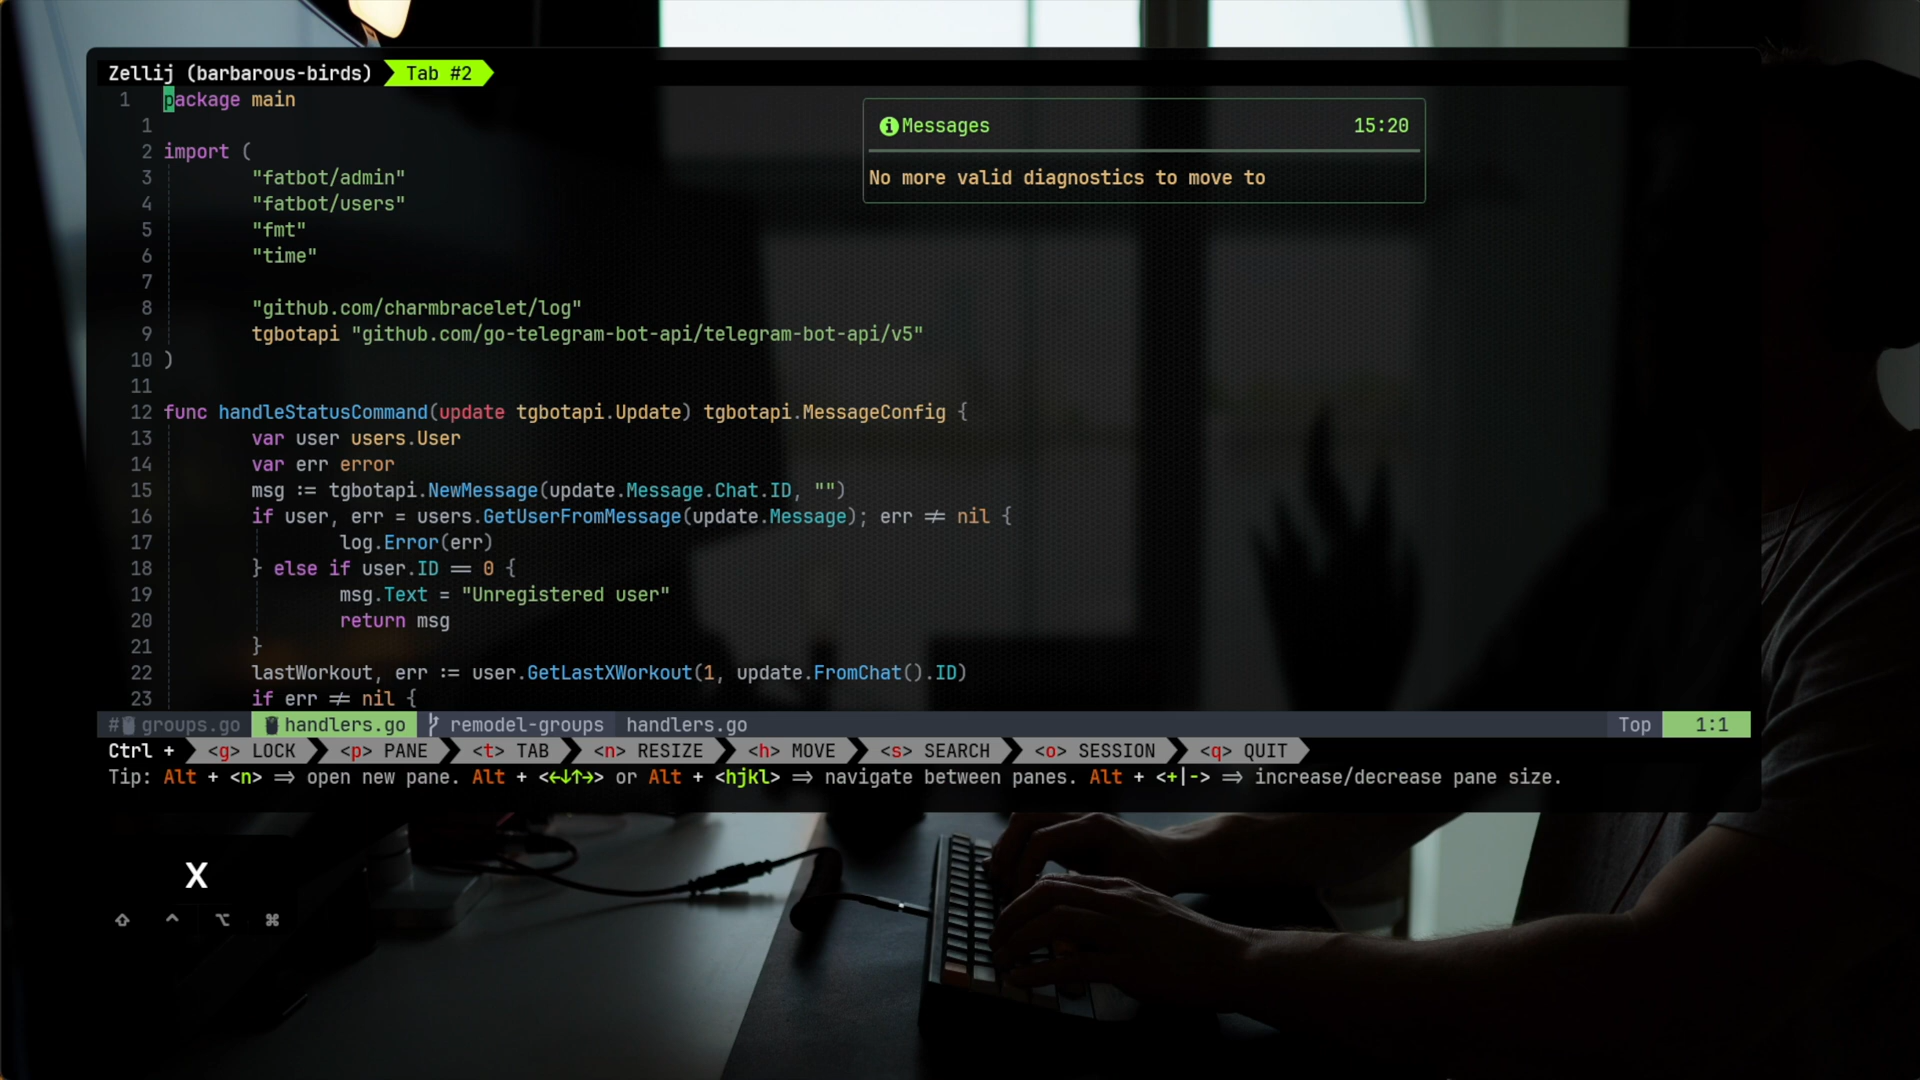 Zellij (barbarous-birds) Tab #2
1 package main
Messages 15:20
1
2 import (
No more valid diagnostics to move to
3 "fatbot/admin"
4 "fatbot/users"
5 "fmt"
6 "time"
7
8 "github.com/charmbracelet/log"
9 tgbotapi "github.com/go-telegram-bot-api/telegram-bot-api/v5"
10 )
11
12 func handleStatusCommand(update tgbotapi.Update) tgbotapi.MessageConfig {
13 var user users.User
14 var err error
15 msg := tgbotapi.NewMessage(update.Message.Chat.ID, "")
16 if user, err = users.GetUserFromMessage(update.Message); err != nil {
17 log.Error(err)
18 } else if user.ID == 0 {
19 msg.Text = "Unregistered user"
20 return msg
21 }
22 lastWorkout, err := user.GetLastXWorkout(1, update.FromChat().ID)
23 if err != nil {
# groups.go handlers.go remodel-groups handlers.go Top 1:1
Ctrl + <g> LOCK <p> PANE <t> TAB <n> RESIZE <h> MOVE <s> SEARCH <o> SESSION <q> QUIT
Tip: Alt + <n> => open new pane. Alt + <←↓↑→> or Alt + <hjkl> => navigate between panes. Alt + <+|-> => increase/decrease pane size.
X
⇧ ⌃ ⌥ ⌘